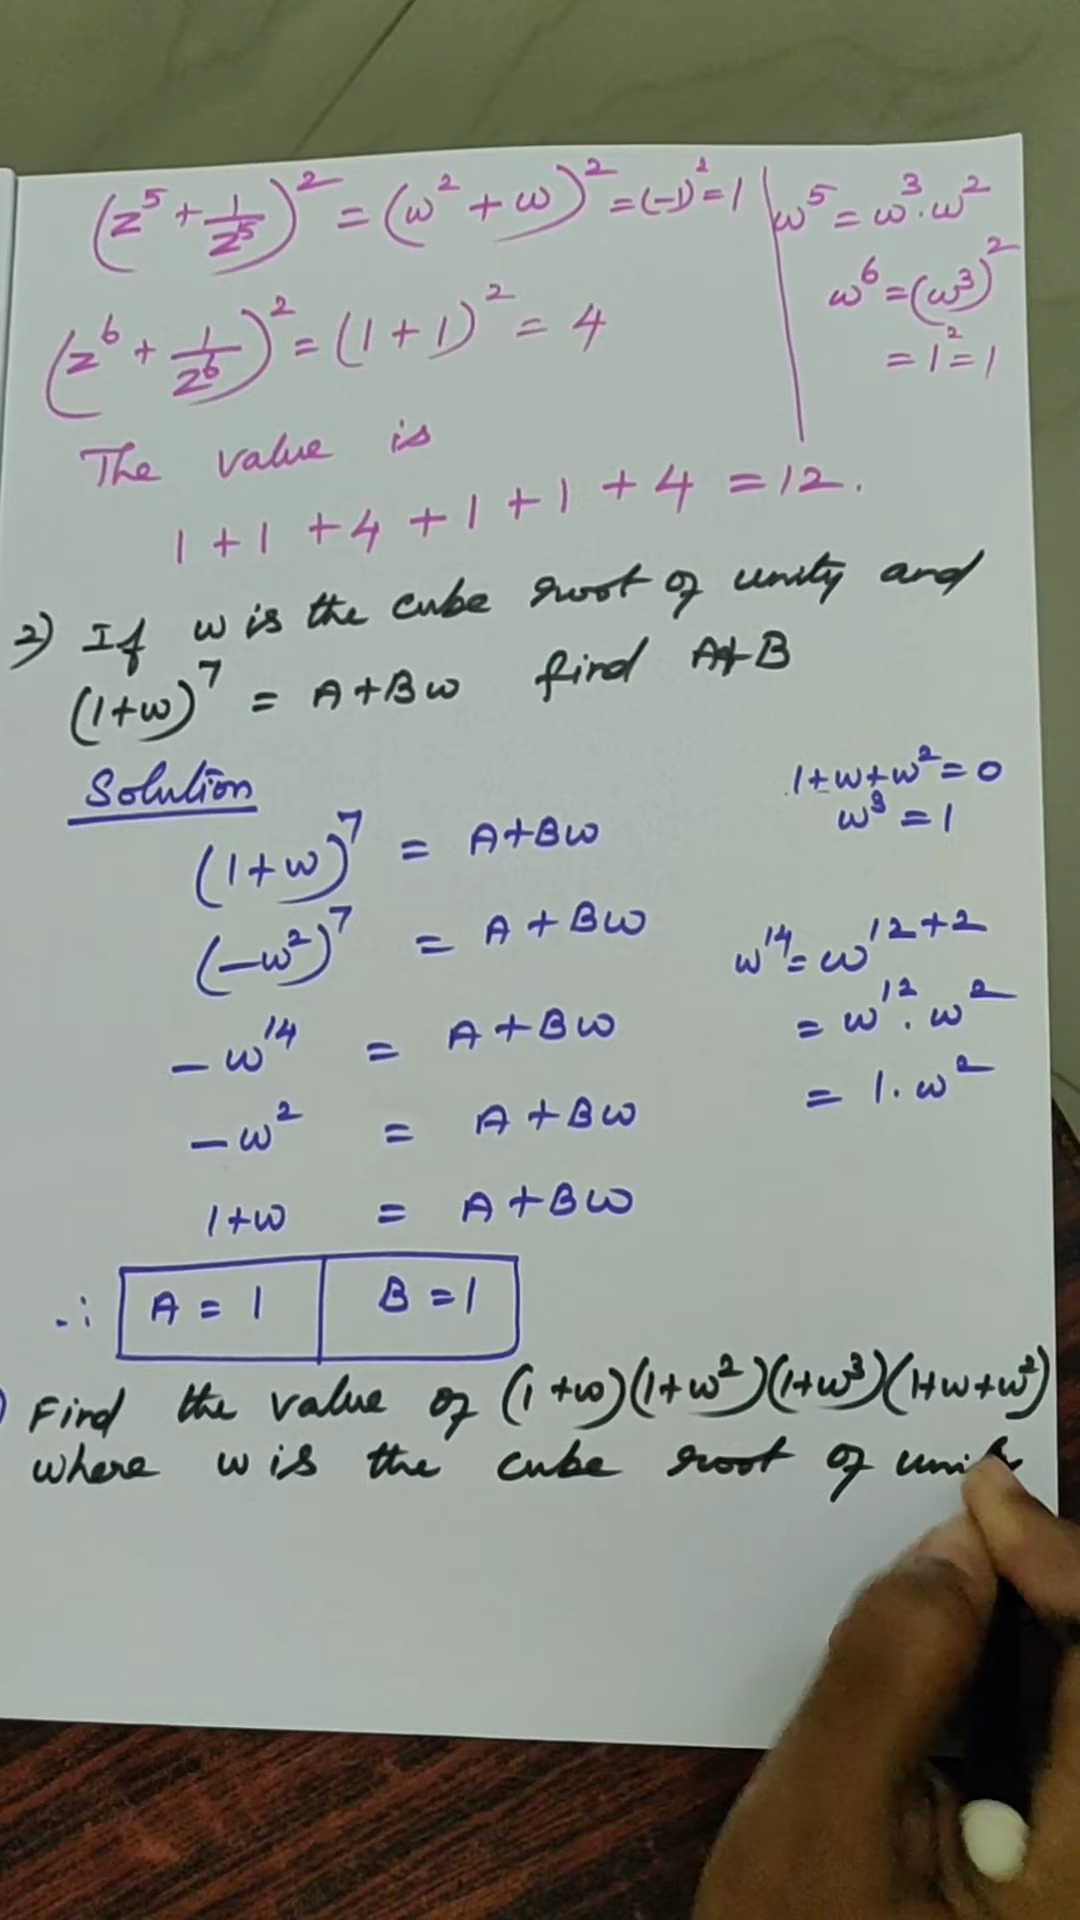 (z⁵ + 1/z⁵)² = (ω² + ω)² = (-1)² = 1
ω⁵ = ω³.ω²
ω⁶ = (ω³)²
= 1² = 1
(z⁶ + 1/z⁶)² = (1 + 1)² = 4
The value is
1 + 1 + 4 + 1 + 1 + 4 = 12.
2) If ω is the cube root of unity and
(1+ω)⁷ = A+Bω find A+B
Solution
1+ω+ω² = 0
ω³ = 1
(1+ω)⁷ = A+Bω
(-ω²)⁷ = A+Bω
ω¹⁴ = ω¹²⁺²
= ω¹².ω²
= 1.ω²
-ω¹⁴ = A+Bω
-ω² = A+Bω
1+ω = A+Bω
∴ A = 1 B = 1
) Find the value of (1+ω)(1+ω²)(1+ω³)(1+ω+ω²)
where ω is the cube root of